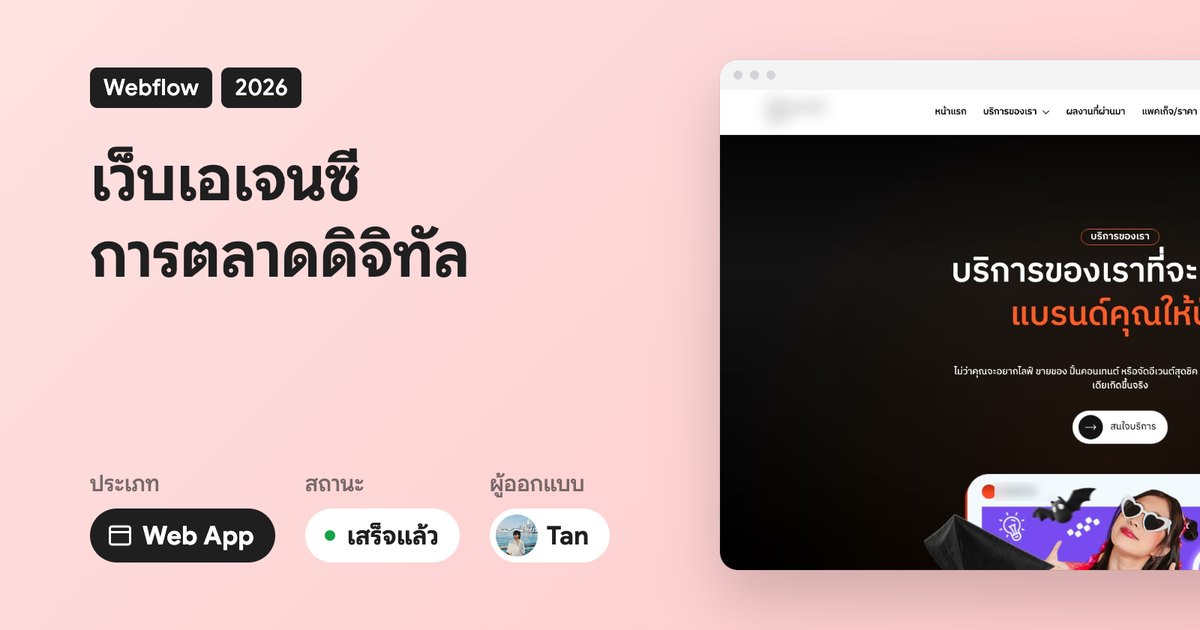 Webflow 2026
เว็บเอเจนซี
การตลาดดิจิทัล
ประเภท สถานะ ผู้ออกแบบ
Web App เสร็จแล้ว Tan
หน้าแรก บริการของเรา ผลงานที่ผ่านมา แพคเก็จ/ราคา
บริการของเรา
บริการของเราที่จะ
แบรนด์คุณให้
ไม่ว่าคุณจะอยากไลฟ์ ขายของ ปั้นคอนเทนต์ หรือจัดอีเวนต์สุดชิค
เดียเกิดขึ้นจริง
สนใจบริการ